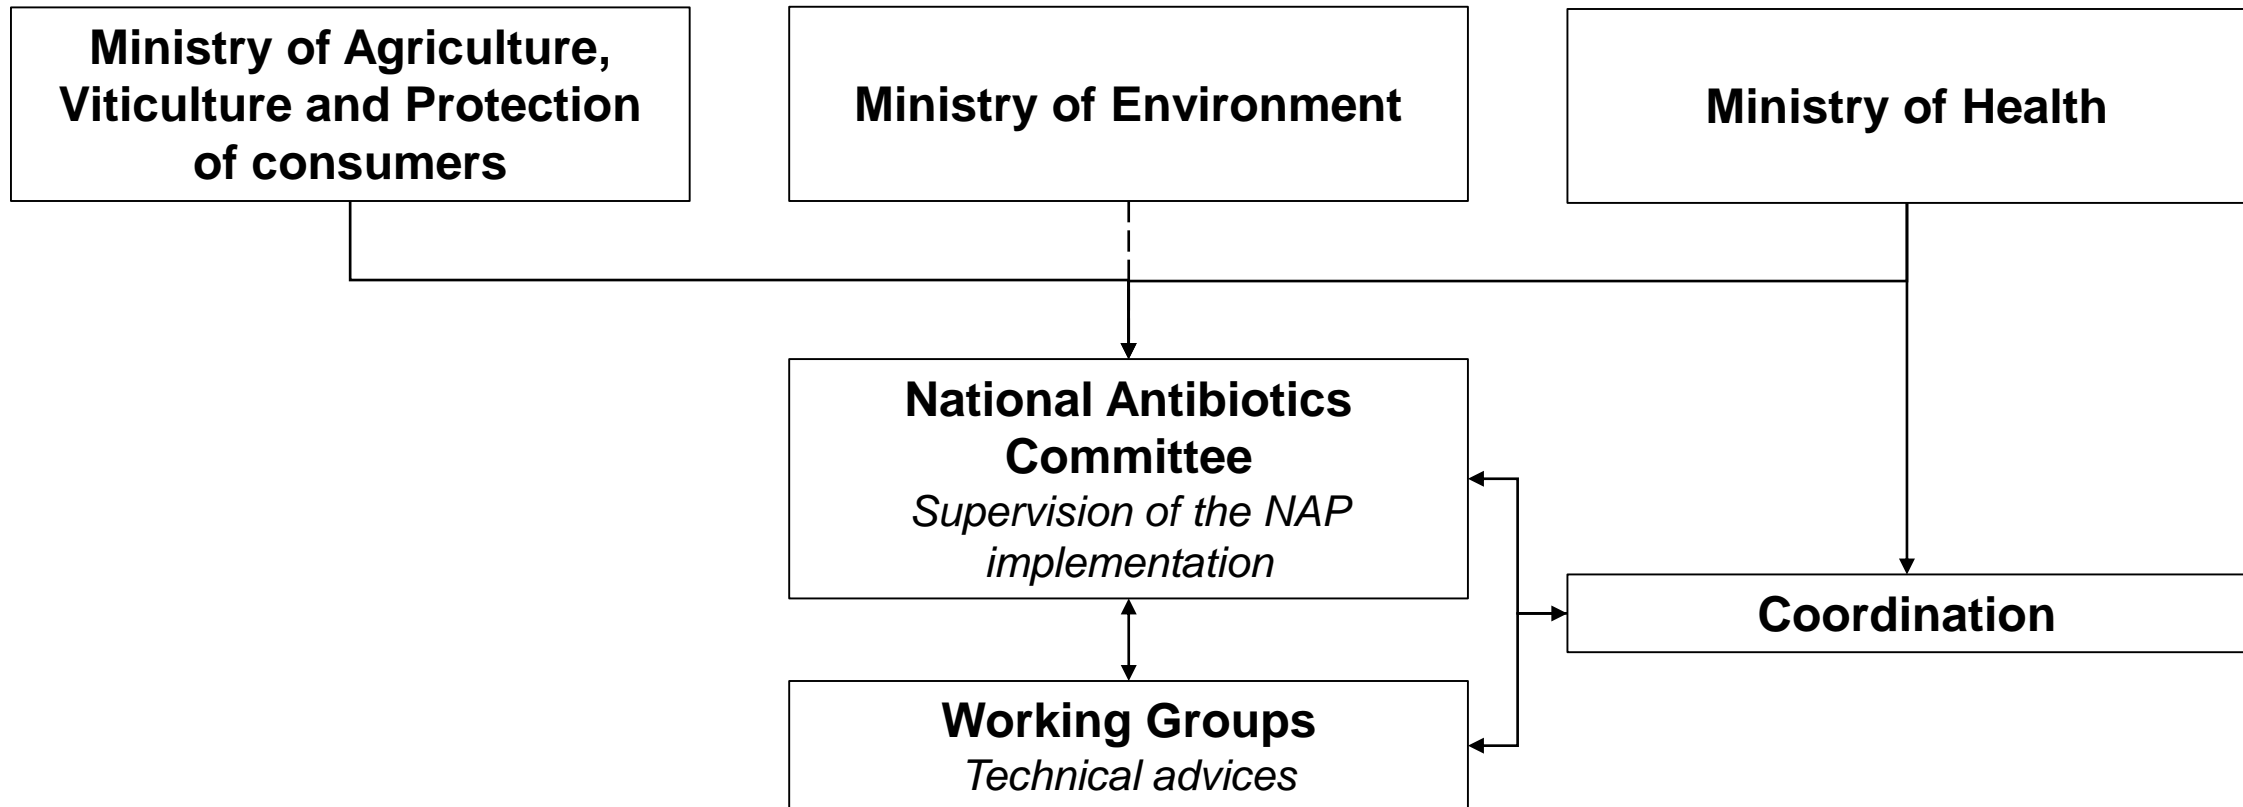 Ministry of Agriculture,
Viticulture and Protection
of consumers
Ministry of Environment
Ministry of Health
National Antibiotics
Committee
Supervision of the NAP
implementation
Coordination
Working Groups
Technical advices